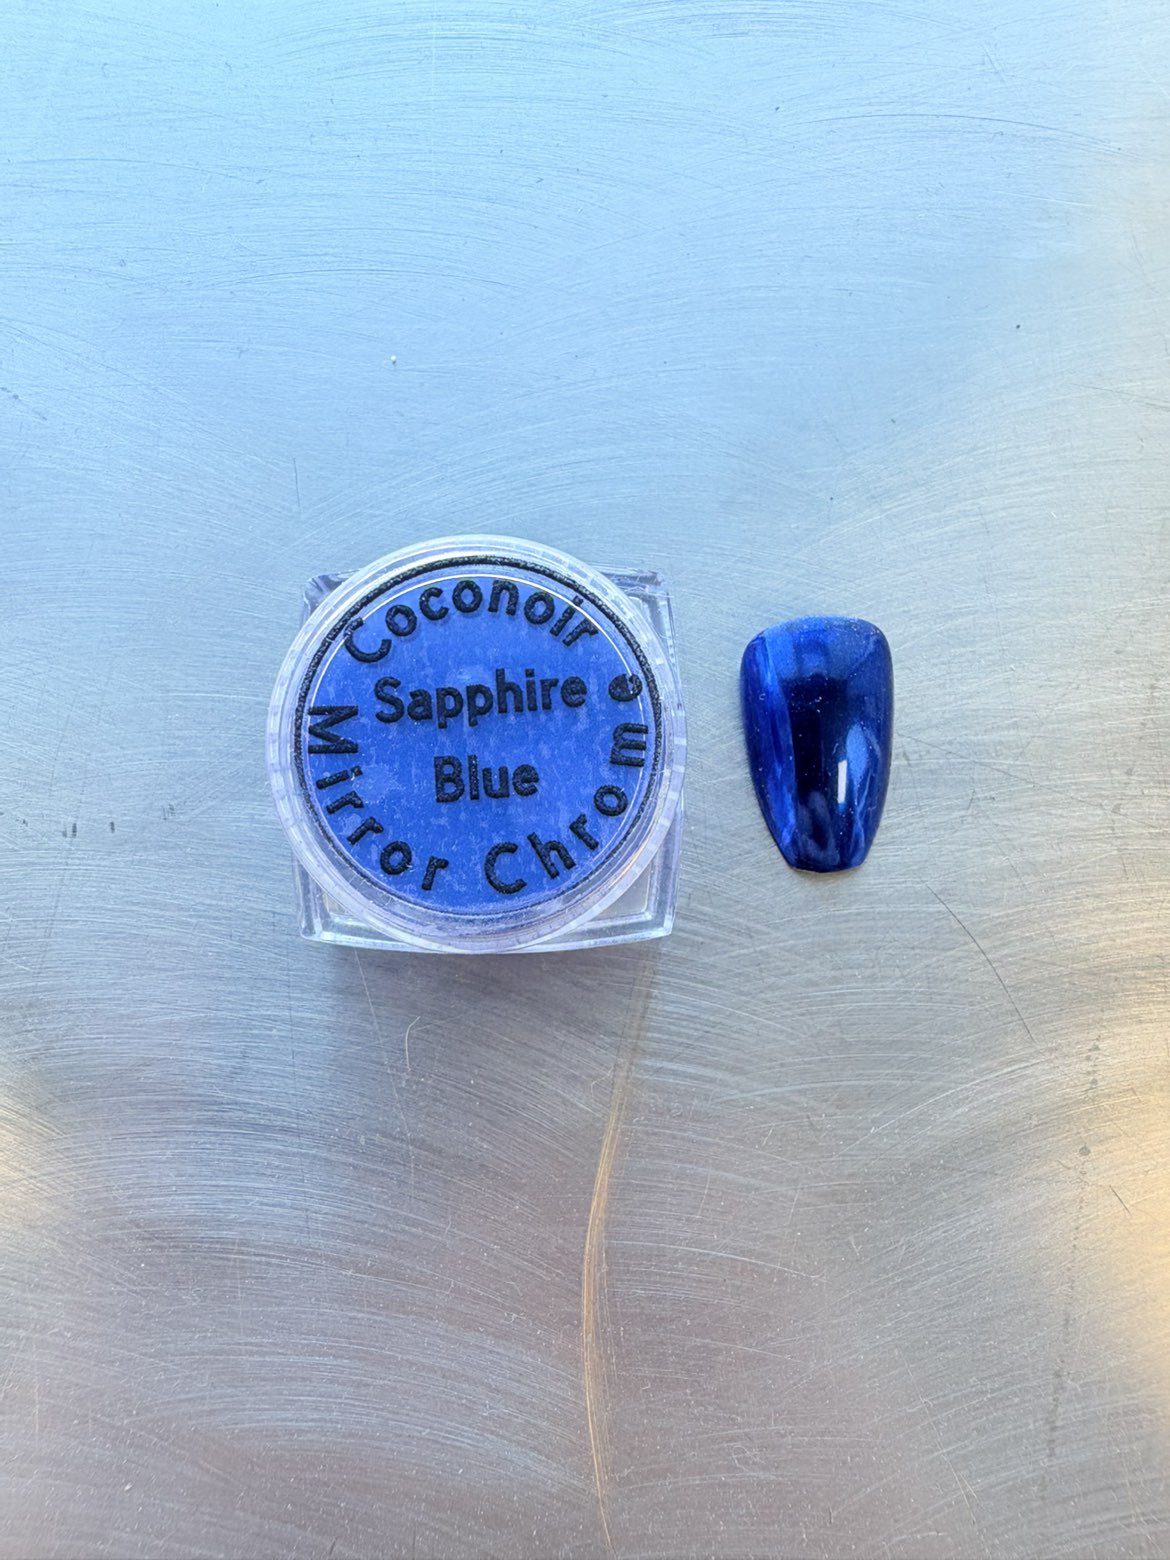 Coconoir
Sapphire
Blue
Mirror Chrome